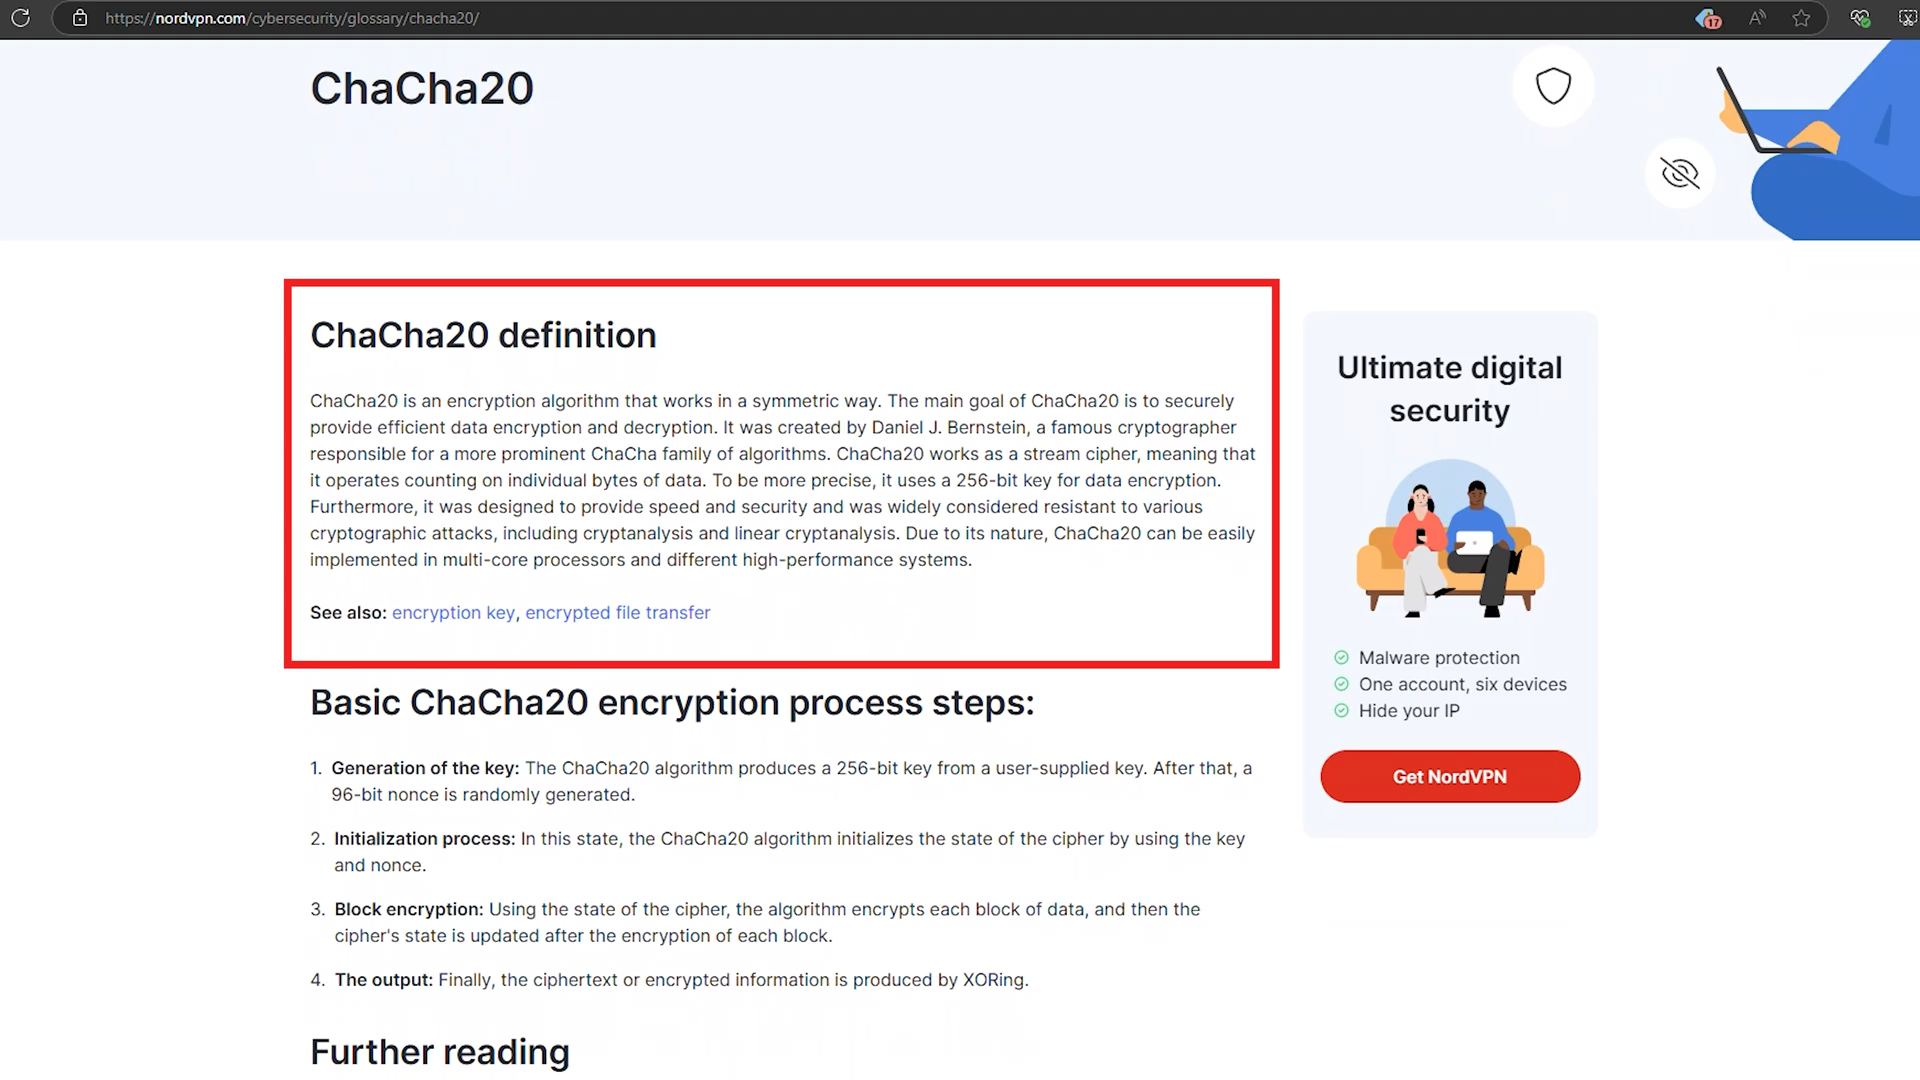 https://nordvpn.com/cybersecurity/glossary/chacha20/
17
ChaCha20
ChaCha20 definition
ChaCha20 is an encryption algorithm that works in a symmetric way. The main goal of ChaCha20 is to securely
provide efficient data encryption and decryption. It was created by Daniel J. Bernstein, a famous cryptographer
responsible for a more prominent ChaCha family of algorithms. ChaCha20 works as a stream cipher, meaning that
it operates counting on individual bytes of data. To be more precise, it uses a 256-bit key for data encryption.
Furthermore, it was designed to provide speed and security and was widely considered resistant to various
cryptographic attacks, including cryptanalysis and linear cryptanalysis. Due to its nature, ChaCha20 can be easily
implemented in multi-core processors and different high-performance systems.
See also: encryption key, encrypted file transfer
Basic ChaCha20 encryption process steps:
1. Generation of the key: The ChaCha20 algorithm produces a 256-bit key from a user-supplied key. After that, a
96-bit nonce is randomly generated.
2. Initialization process: In this state, the ChaCha20 algorithm initializes the state of the cipher by using the key
and nonce.
3. Block encryption: Using the state of the cipher, the algorithm encrypts each block of data, and then the
cipher's state is updated after the encryption of each block.
4. The output: Finally, the ciphertext or encrypted information is produced by XORing.
Further reading
Ultimate digital
security
Malware protection
One account, six devices
Hide your IP
Get NordVPN